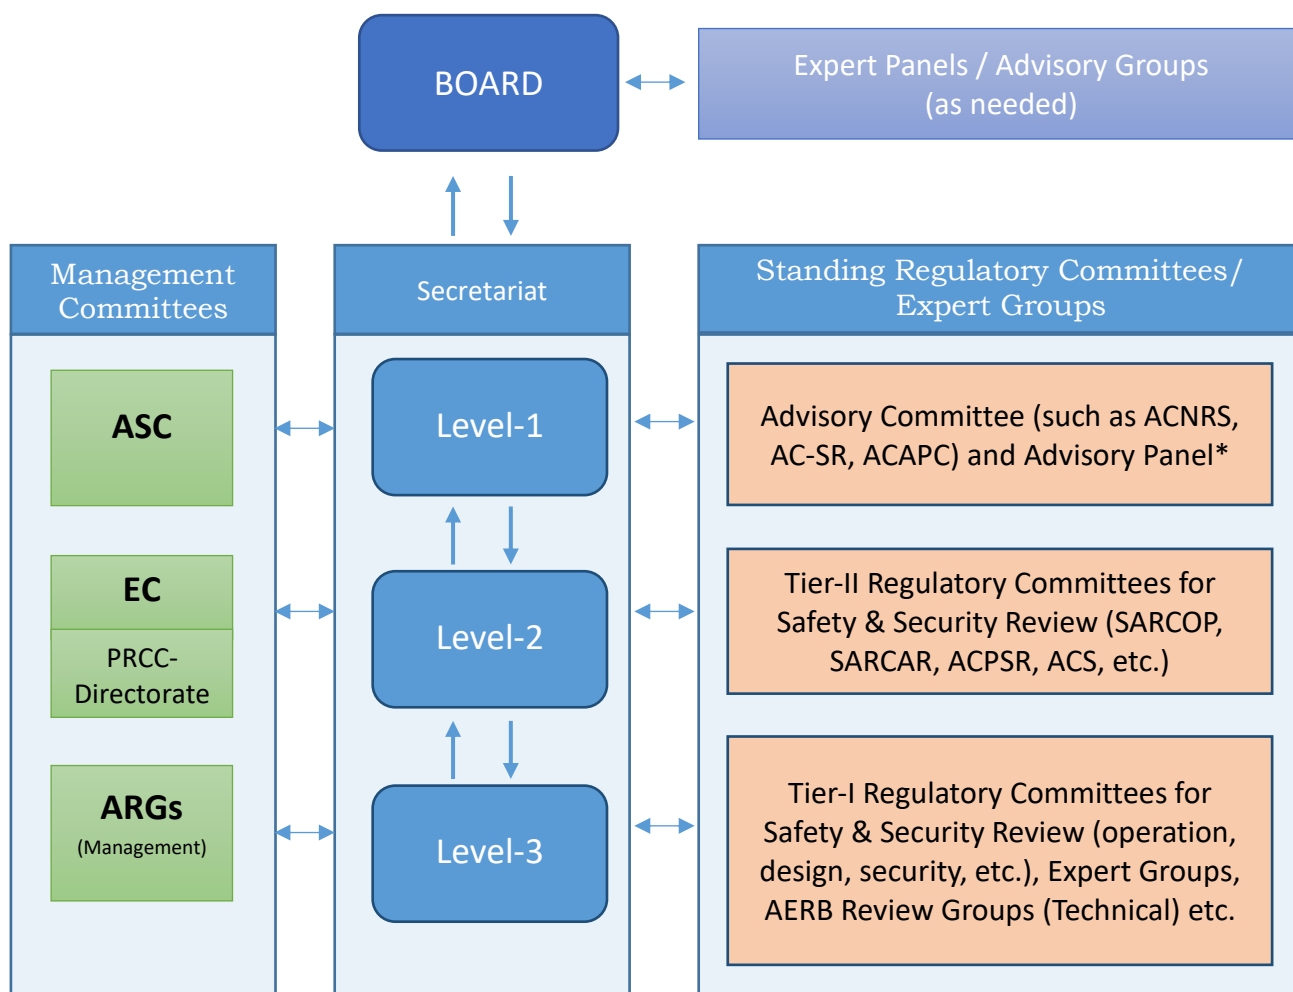 BOARD
Expert Panels / Advisory Groups
(as needed)
Management
Committees
Secretariat
Standing Regulatory Committees/
Expert Groups
ASC
Level-1
Advisory Committee (such as ACNRS,
AC-SR, ACAPC) and Advisory Panel*
EC
PRCC-
Directorate
Level-2
Tier-II Regulatory Committees for
Safety & Security Review (SARCOP,
SARCAR, ACPSR, ACS, etc.)
ARGs
(Management)
Level-3
Tier-I Regulatory Committees for
Safety & Security Review (operation,
design, security, etc.), Expert Groups,
AERB Review Groups (Technical) etc.